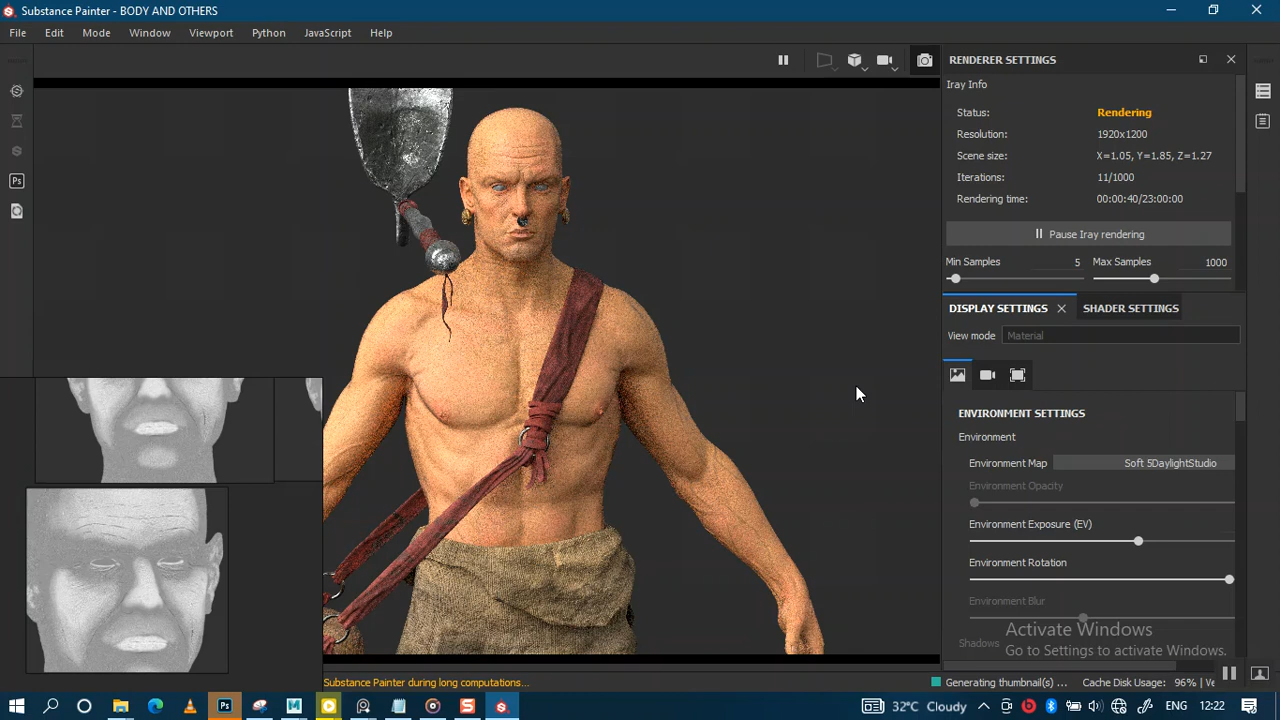 Substance Painter - BODY AND OTHERS
File Edit Mode Window Viewport Python JavaScript Help
RENDERER SETTINGS
Iray Info
Status: Rendering
Resolution: 1920x1200
Scene size: X=1.05, Y=1.85, Z=1.27
Iterations: 11/1000
Rendering time: 00:00:40/23:00:00
Pause Iray rendering
Min Samples 5 Max Samples 1000
DISPLAY SETTINGS SHADER SETTINGS
View mode Material
Ps
ENVIRONMENT SETTINGS
Environment
Environment Map Soft 5DaylightStudio
Environment Opacity
Environment Exposure (EV)
Environment Rotation
Environment Blur
Shadows
Activate Windows
Go to Settings to activate Windows.
Substance Painter during long computations...
Generating thumbnail(s) ... Cache Disk Usage: 96% | Ve
Ps
32°C Cloudy
ENG 12:22